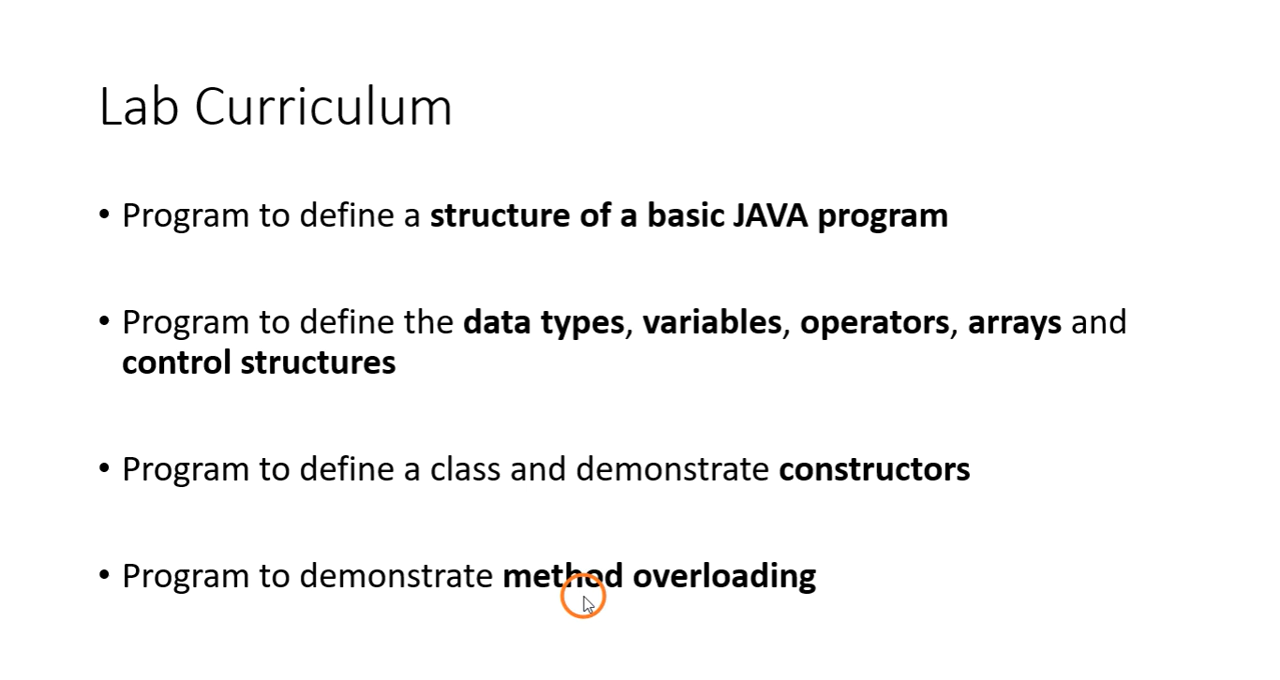 Lab Curriculum
• Program to define a structure of a basic JAVA program
• Program to define the data types, variables, operators, arrays and
control structures
• Program to define a class and demonstrate constructors
• Program to demonstrate method overloading